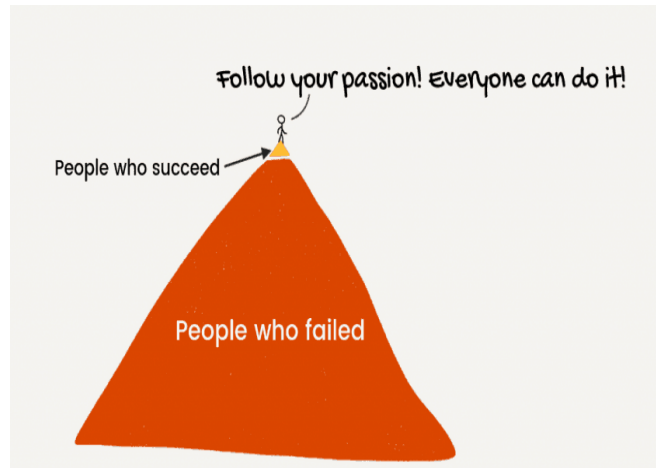 Follow your passion! Everyone can do it!
People who succeed
People who failed